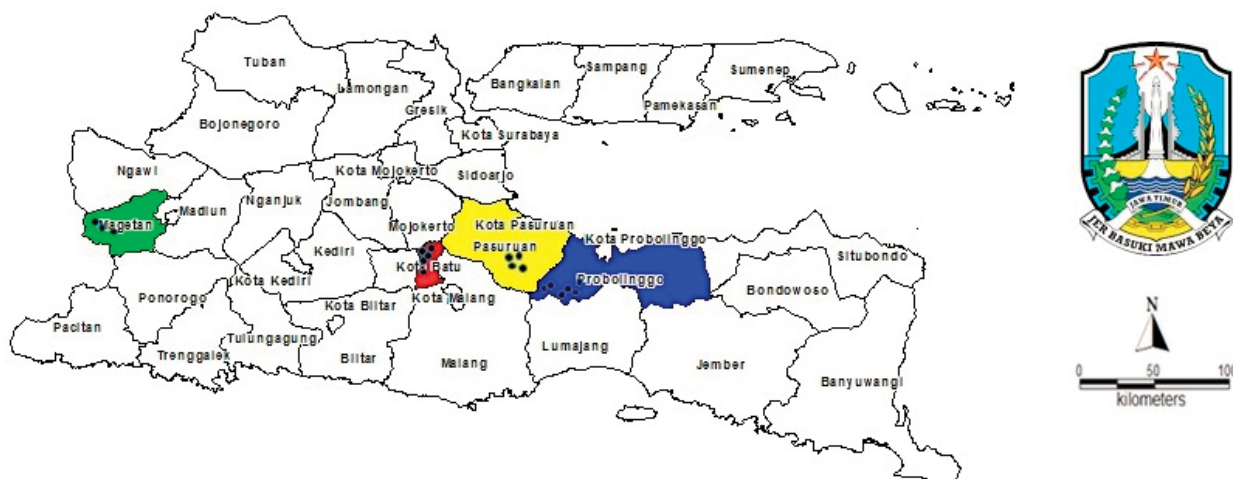 Tuban
Lamongan
Bangkalan
Sampang
Sumenep
Pamekasan
Gresik
Bojonegoro
Kota Surabaya
Ngawi
Kota Mojokerto
Sidoarjo
Magetan
Madiun
Nganjuk
Jombang
Mojokerto
Kota Pasuruan
Pasuruan
Kota Probolinggo
Probolinggo
Situbondo
Kediri
Kota Batu
Kota Kediri
Kota Malang
Bondowoso
Ponorogo
Kota Blitar
Pacitan
Trenggalek
Tulungagung
Blitar
Malang
Lumajang
Jember
Banyuwangi
JAWA TIMUR
JER BASUKI MAWA BEYA
N
0 50 100
kilometers